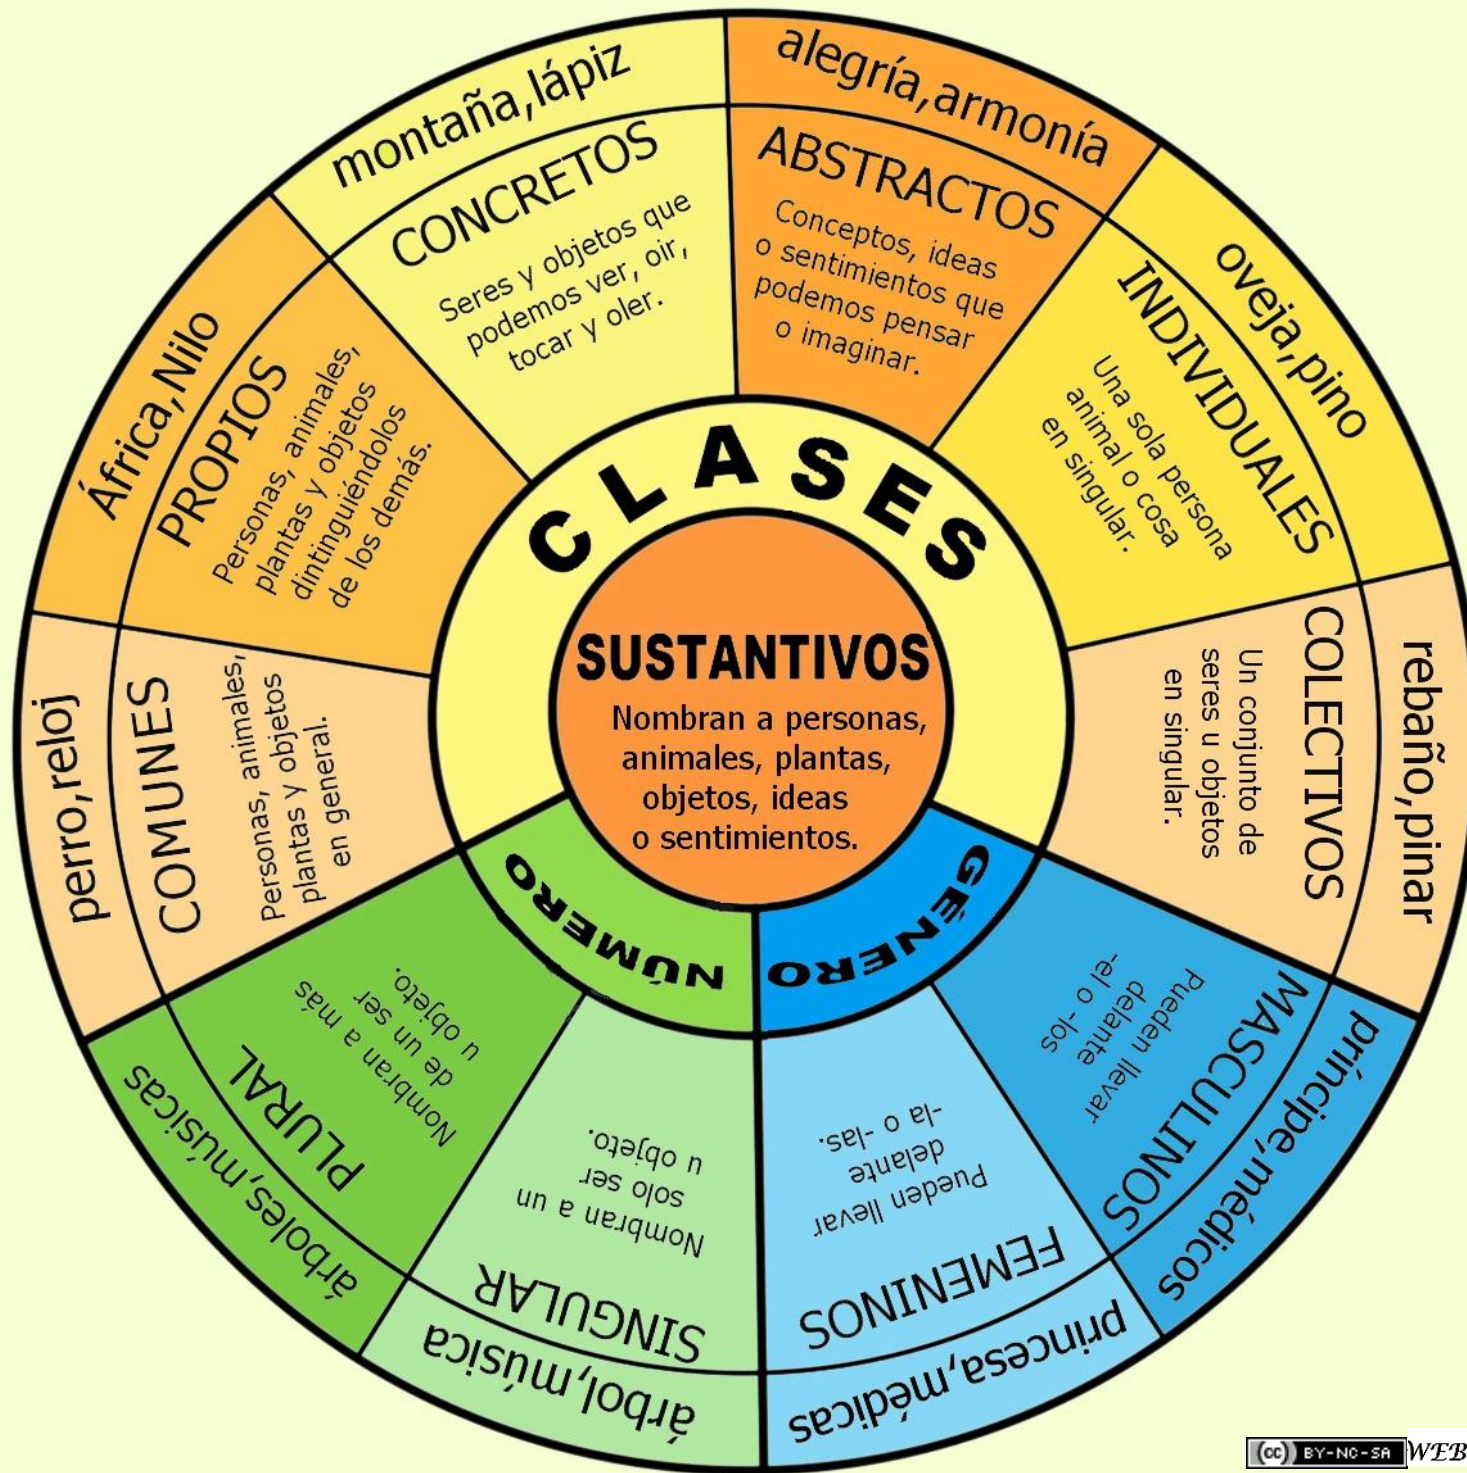 SUSTANTIVOS
Nombran a personas,
animales, plantas,
objetos, ideas
o sentimientos.
CLASES
perro,reloj
COMUNES
Personas, animales,
plantas y objetos
en general.
África,Nilo
PROPIOS
Personas, animales,
plantas y objetos
dintinguiéndolos
de los demás.
montaña,lápiz
CONCRETOS
Seres y objetos que
podemos ver, oir,
tocar y oler.
alegría,armonía
ABSTRACTOS
Conceptos, ideas
o sentimientos que
podemos pensar
o imaginar.
oveja,pino
INDIVIDUALES
Una sola persona
animal o cosa
en singular.
rebaño,pinar
COLECTIVOS
Un conjunto de
seres u objetos
en singular.
GÉNERO
príncipe,médicos
MASCULINOS
Pueden llevar
delante
-el o -los
princesa,médicas
FEMENINOS
Pueden llevar
delante
-la o -las.
NÚMERO
árbol,música
SINGULAR
Nombran a un
solo ser
u objeto.
árboles,músicas
PLURAL
Nombran a más
de un ser
u objeto.
cc BY-NC-SA WEB